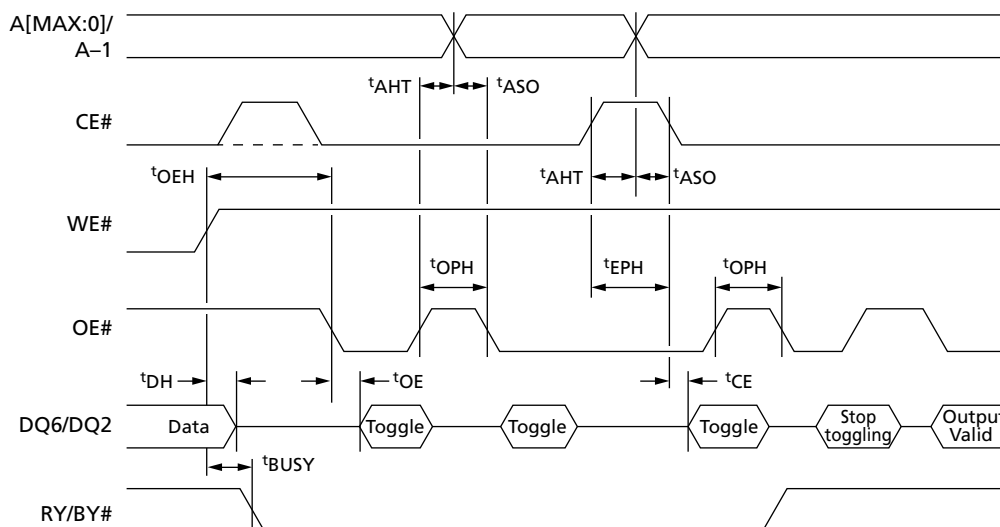 A[MAX:0]/
A–1
tAHT
tASO
CE#
tOEH
tAHT
tASO
WE#
tOPH
tEPH
tOPH
OE#
tDH
tOE
tCE
DQ6/DQ2
Data
Toggle
Toggle
Toggle
Stop
toggling
Output
Valid
tBUSY
RY/BY#